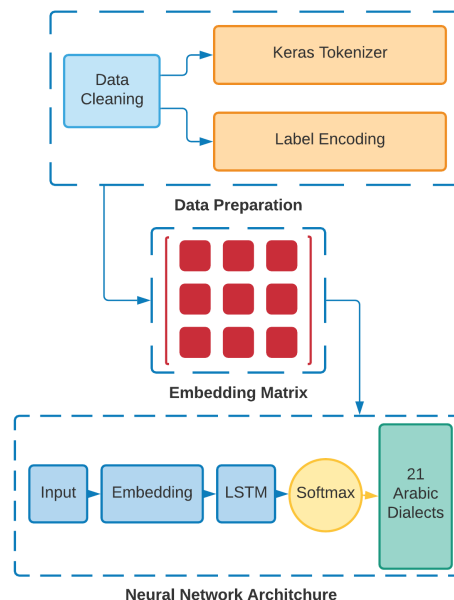 Data
Cleaning
Keras Tokenizer
Label Encoding
Data Preparation
Embedding Matrix
Input
Embedding
LSTM
Softmax
21
Arabic
Dialects
Neural Network Architchure